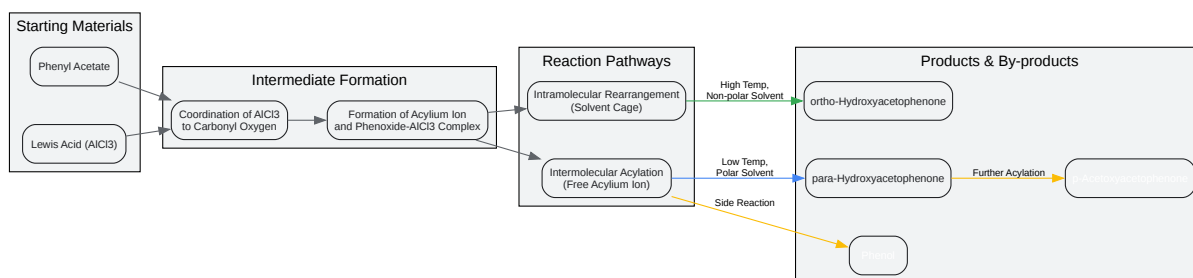 Starting Materials
Phenyl Acetate
Lewis Acid (AlCl3)
Intermediate Formation
Coordination of AlCl3
to Carbonyl Oxygen
Formation of Acylium Ion
and Phenoxide-AlCl3 Complex
Reaction Pathways
Intramolecular Rearrangement
(Solvent Cage)
Intermolecular Acylation
(Free Acylium Ion)
High Temp,
Non-polar Solvent
Low Temp,
Polar Solvent
Side Reaction
Products & By-products
ortho-Hydroxyacetophenone
para-Hydroxyacetophenone
Further Acylation
p-Acetoxyacetophenone
Phenol